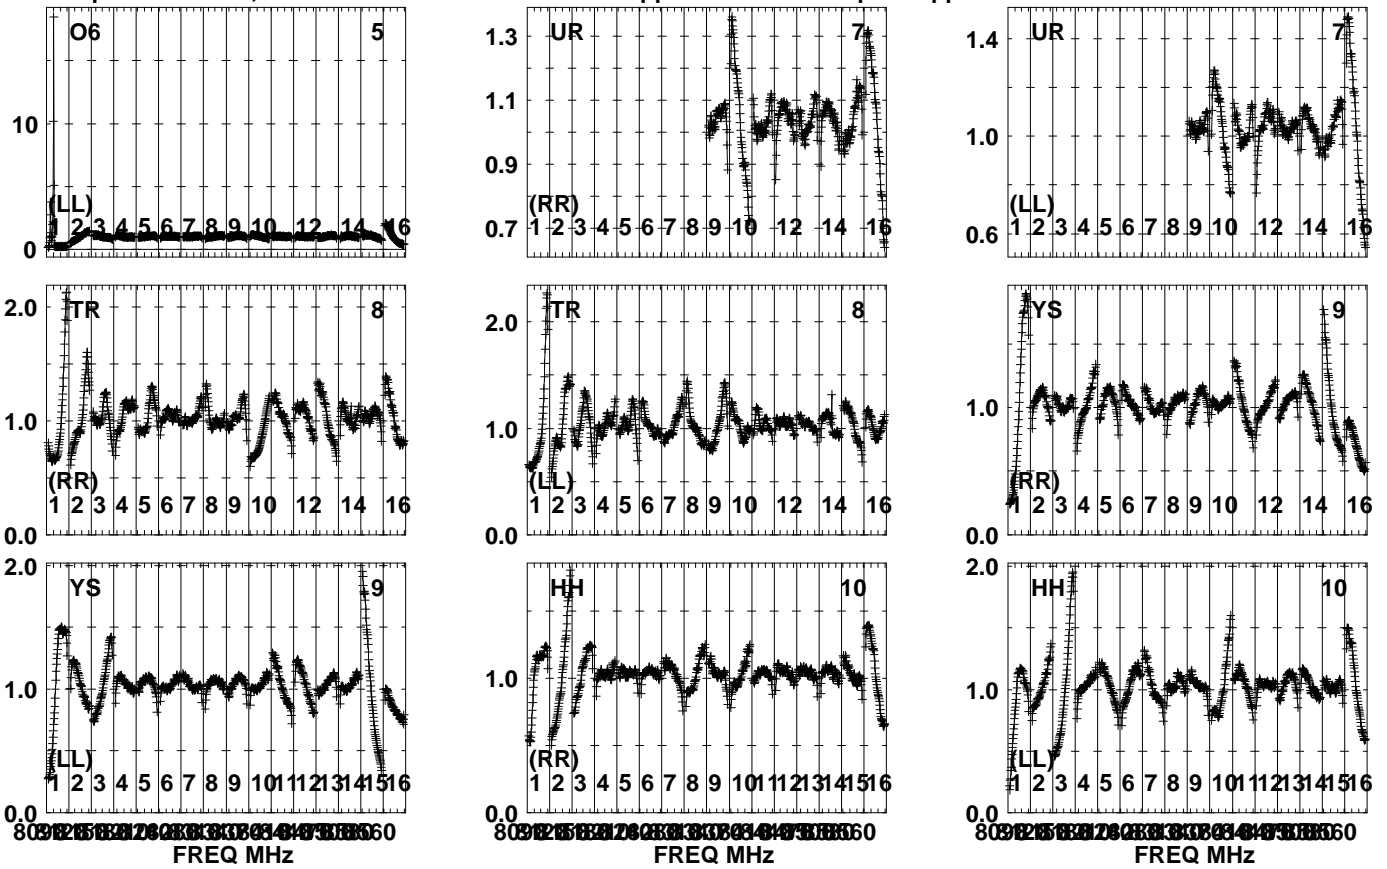 O6 5
10
(LL)
1 2 3 4 5 6 7 8 9 10 12 14 16
0
UR 7
1.3
1.1
0.9
(RR)
0.7
1 2 3 4 5 6 7 8 9 10 12 14 16
UR 7
1.4
1.0
(LL)
0.6
1 2 3 4 5 6 7 8 9 10 12 14 16
TR 8
2.0
1.0
(RR)
1 2 3 4 5 6 7 8 9 10 12 14 16
0.0
TR 8
2.0
1.0
(LL)
1 2 3 4 5 6 7 8 9 10 12 14 16
0.0
YS 9
1.0
(RR)
1 2 3 4 5 6 7 8 9 10 12 14 16
0.0
YS 9
2.0
1.0
(LL)
1 2 3 4 5 6 7 8 9 10 11 12 13 14 15 16
0.0
FREQ MHz
HH 10
1.0
(RR)
1 2 3 4 5 6 7 8 9 10 11 12 13 14 15 16
0.0
FREQ MHz
HH 10
2.0
1.0
(LL)
1 2 3 4 5 6 7 8 9 10 11 12 13 14 15 16
0.0
FREQ MHz